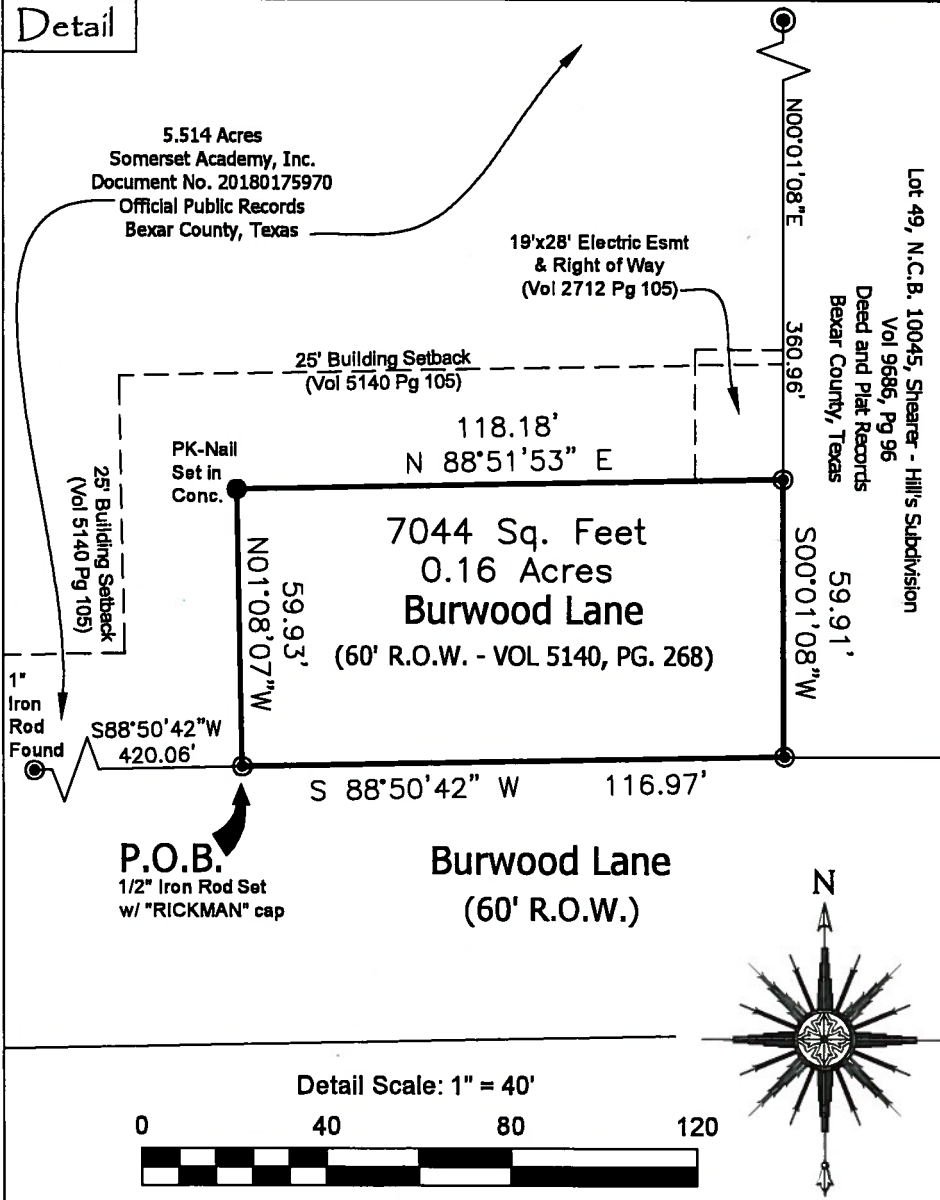 Detail
5.514 Acres
Somerset Academy, Inc.
Document No. 20180175970
Official Public Records
Bexar County, Texas
N00°01'08"E
360.96'
Lot 49, N.C.B. 10045, Shearer - Hill's Subdivision
Vol 9686, Pg 96
Deed and Plat Records
Bexar County, Texas
19'x28' Electric Esmt
& Right of Way
(Vol 2712 Pg 105)
25' Building Setback
(Vol 5140 Pg 105)
118.18'
N 88°51'53" E
PK-Nail
Set in
Conc.
25' Building Setback
(Vol 5140 Pg 105)
N01°08'07"W
59.93'
7044 Sq. Feet
0.16 Acres
Burwood Lane
(60' R.O.W. - VOL 5140, PG. 268)
S00°01'08"W
59.91'
1"
Iron
Rod
Found
S88°50'42"W
420.06'
S 88°50'42" W 116.97'
P.O.B.
1/2" Iron Rod Set
w/ "RICKMAN" cap
Burwood Lane
(60' R.O.W.)
N
Detail Scale: 1" = 40'
0 40 80 120